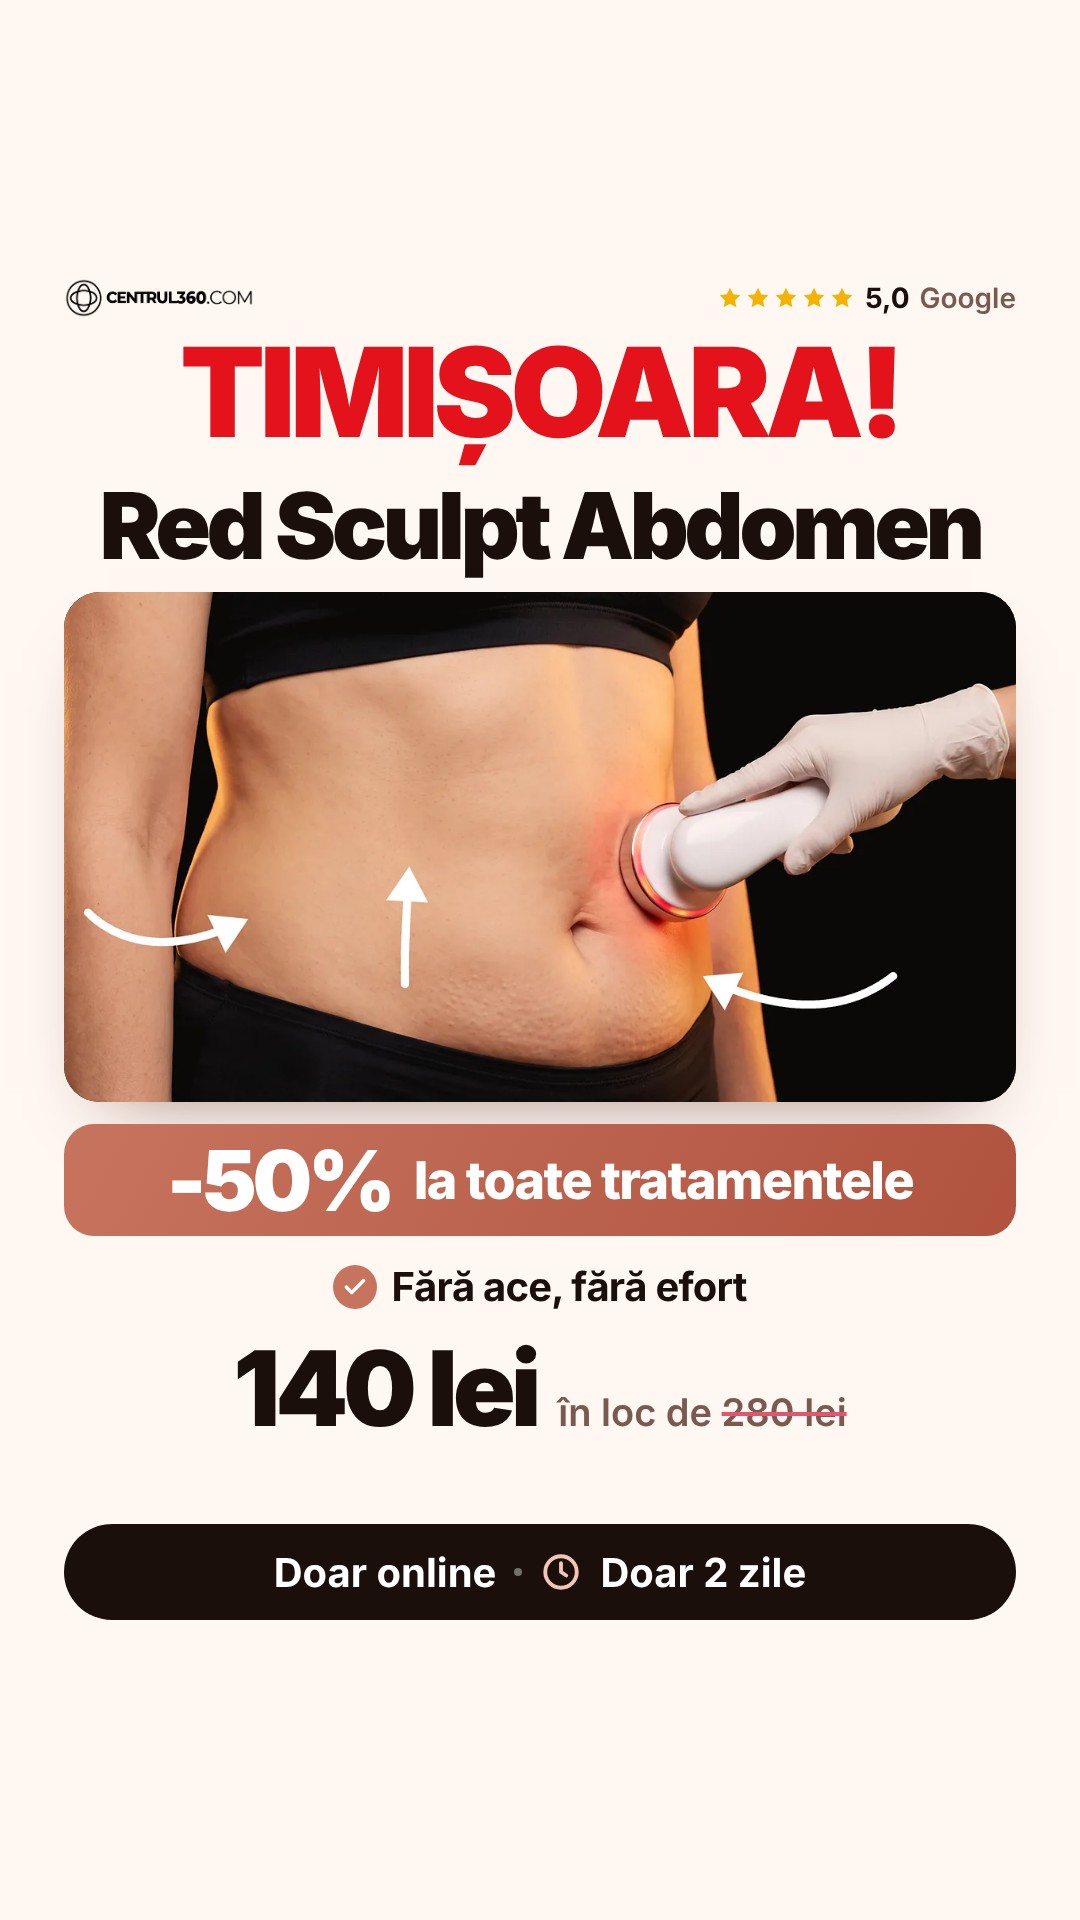 CENTRUL360.COM
5,0 Google
TIMIȘOARA!
Red Sculpt Abdomen
-50% la toate tratamentele
Fără ace, fără efort
140 lei în loc de 280 lei
Doar online · Doar 2 zile